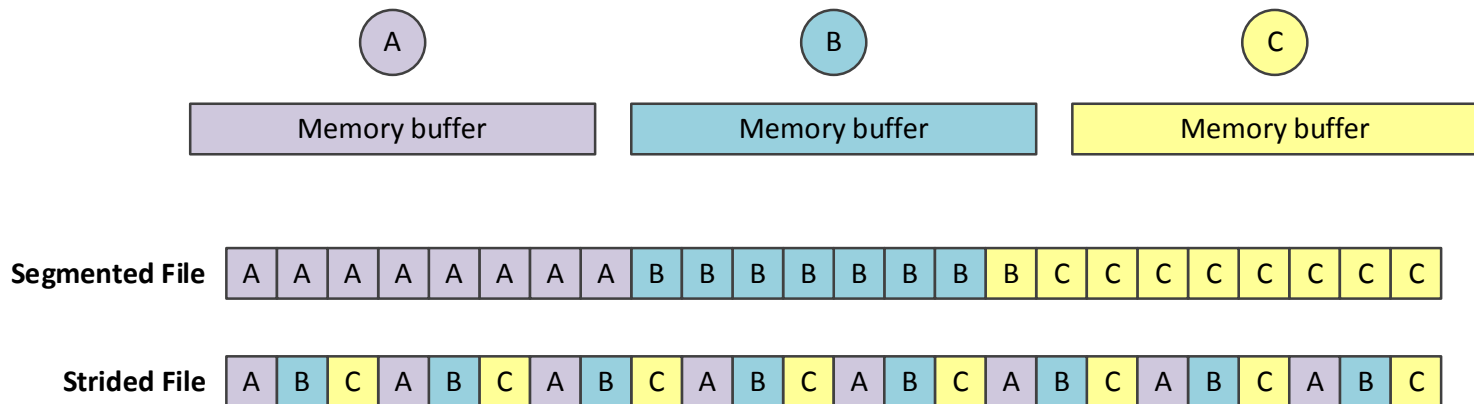 A B C
Memory buffer Memory buffer Memory buffer
Segmented File A A A A A A A A B B B B B B B B C C C C C C C C
Strided File A B C A B C A B C A B C A B C A B C A B C A B C